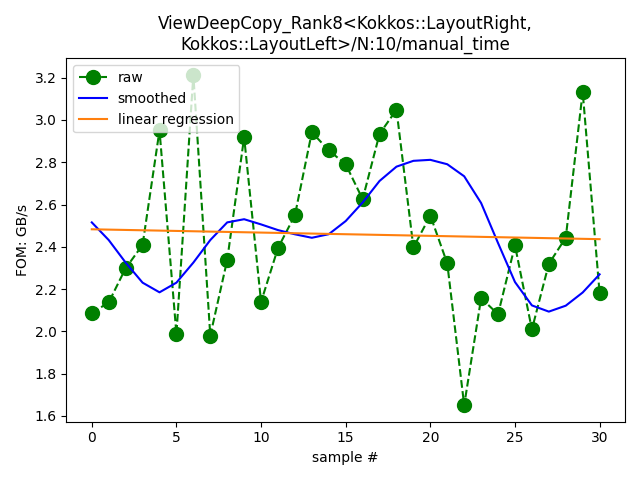 ViewDeepCopy_Rank8<Kokkos::LayoutRight,
Kokkos::LayoutLeft>/N:10/manual_time
raw
smoothed
linear regression
FOM: GB/s
3.2
3.0
2.8
2.6
2.4
2.2
2.0
1.8
1.6
0 5 10 15 20 25 30
sample #